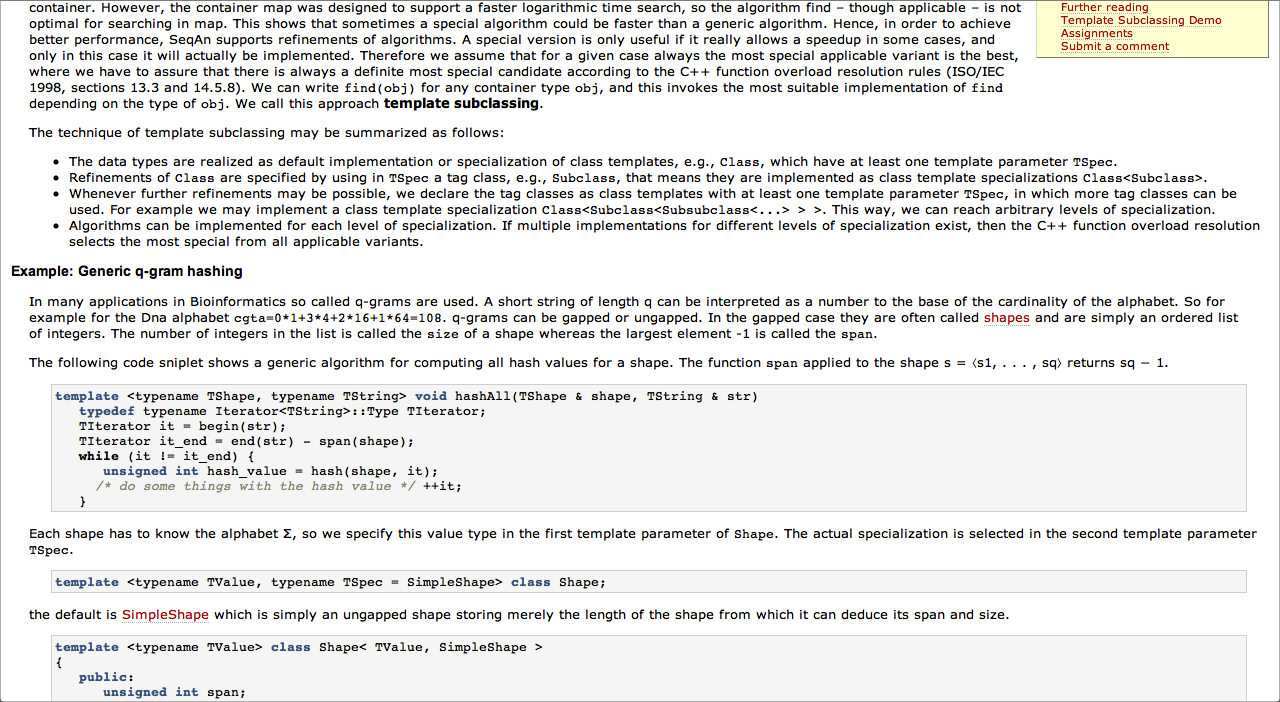 container. However, the container map was designed to support a faster logarithmic time search, so the algorithm find – though applicable – is not
optimal for searching in map. This shows that sometimes a special algorithm could be faster than a generic algorithm. Hence, in order to achieve
better performance, SeqAn supports refinements of algorithms. A special version is only useful if it really allows a speedup in some cases, and
only in this case it will actually be implemented. Therefore we assume that for a given case always the most special applicable variant is the best,
where we have to assure that there is always a definite most special candidate according to the C++ function overload resolution rules (ISO/IEC
1998, sections 13.3 and 14.5.8). We can write find(obj) for any container type obj, and this invokes the most suitable implementation of find
depending on the type of obj. We call this approach template subclassing.
Further reading
Template Subclassing Demo
Assignments
Submit a comment
The technique of template subclassing may be summarized as follows:
• The data types are realized as default implementation or specialization of class templates, e.g., Class, which have at least one template parameter TSpec.
• Refinements of Class are specified by using in TSpec a tag class, e.g., Subclass, that means they are implemented as class template specializations Class<Subclass>.
• Whenever further refinements may be possible, we declare the tag classes as class templates with at least one template parameter TSpec, in which more tag classes can be
used. For example we may implement a class template specialization Class<Subclass<Subsubclass<...> > >. This way, we can reach arbitrary levels of specialization.
• Algorithms can be implemented for each level of specialization. If multiple implementations for different levels of specialization exist, then the C++ function overload resolution
selects the most special from all applicable variants.
Example: Generic q-gram hashing
In many applications in Bioinformatics so called q-grams are used. A short string of length q can be interpreted as a number to the base of the cardinality of the alphabet. So for
example for the Dna alphabet cgta=0*1+3*4+2*16+1*64=108. q-grams can be gapped or ungapped. In the gapped case they are often called shapes and are simply an ordered list
of integers. The number of integers in the list is called the size of a shape whereas the largest element -1 is called the span.
The following code sniplet shows a generic algorithm for computing all hash values for a shape. The function span applied to the shape s = ⟨s1, . . . , sq⟩ returns sq − 1.
template <typename TShape, typename TString> void hashAll(TShape & shape, TString & str)
typedef typename Iterator<TString>::Type TIterator;
TIterator it = begin(str);
TIterator it_end = end(str) - span(shape);
while (it != it_end) {
unsigned int hash_value = hash(shape, it);
/* do some things with the hash value */ ++it;
}
Each shape has to know the alphabet Σ, so we specify this value type in the first template parameter of Shape. The actual specialization is selected in the second template parameter
TSpec.
template <typename TValue, typename TSpec = SimpleShape> class Shape;
the default is SimpleShape which is simply an ungapped shape storing merely the length of the shape from which it can deduce its span and size.
template <typename TValue> class Shape< TValue, SimpleShape >
{
public:
unsigned int span;